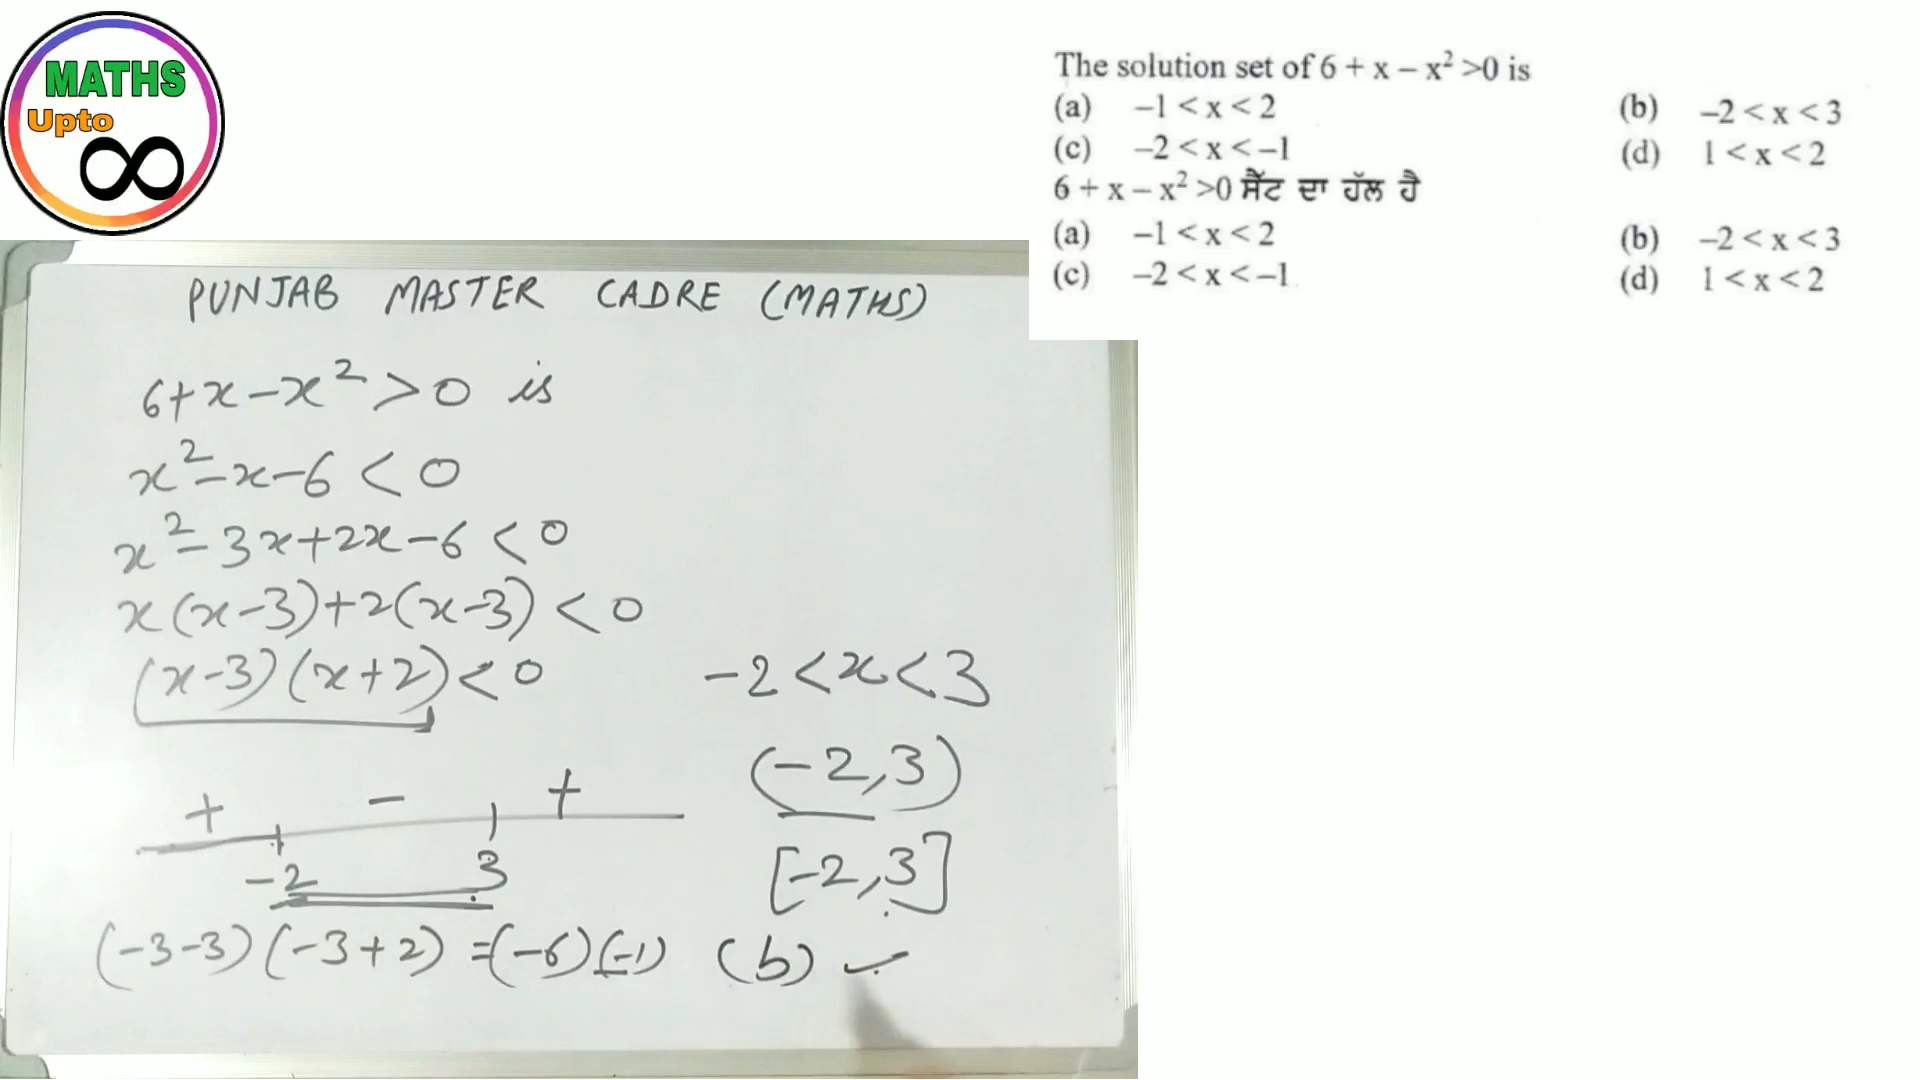 MATHS
Upto
∞
The solution set of 6 + x – x² >0 is
(a) –1 < x < 2 (b) –2 < x < 3
(c) –2 < x < –1 (d) 1 < x < 2
6 + x – x² >0 ਸੈੱਟ ਦਾ ਹੱਲ ਹੈ
(a) –1 < x < 2 (b) –2 < x < 3
(c) –2 < x < –1 (d) 1 < x < 2
PUNJAB MASTER CADRE (MATHS)
6+x-x² > 0 is
x²-x-6 < 0
x²-3x+2x-6 < 0
x(x-3)+2(x-3) < 0
(x-3)(x+2) < 0
+ - +
-2 3
(-3-3)(-3+2) =(-6)(-1)
-2 < x < 3
(-2,3)
[-2,3]
(b) ✓